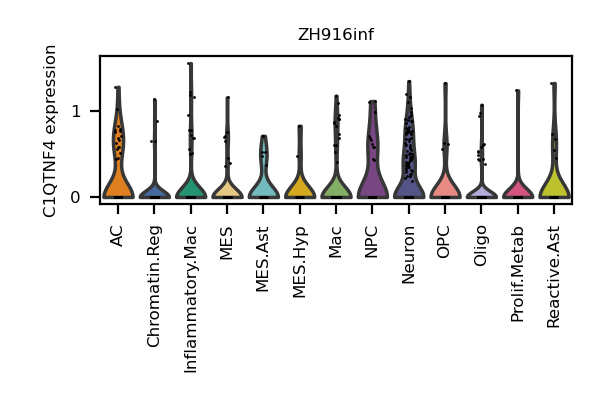 ZH916inf
C1QTNF4 expression
1
0
AC
Chromatin.Reg
Inflammatory.Mac
MES
MES.Ast
MES.Hyp
Mac
NPC
Neuron
OPC
Oligo
Prolif.Metab
Reactive.Ast